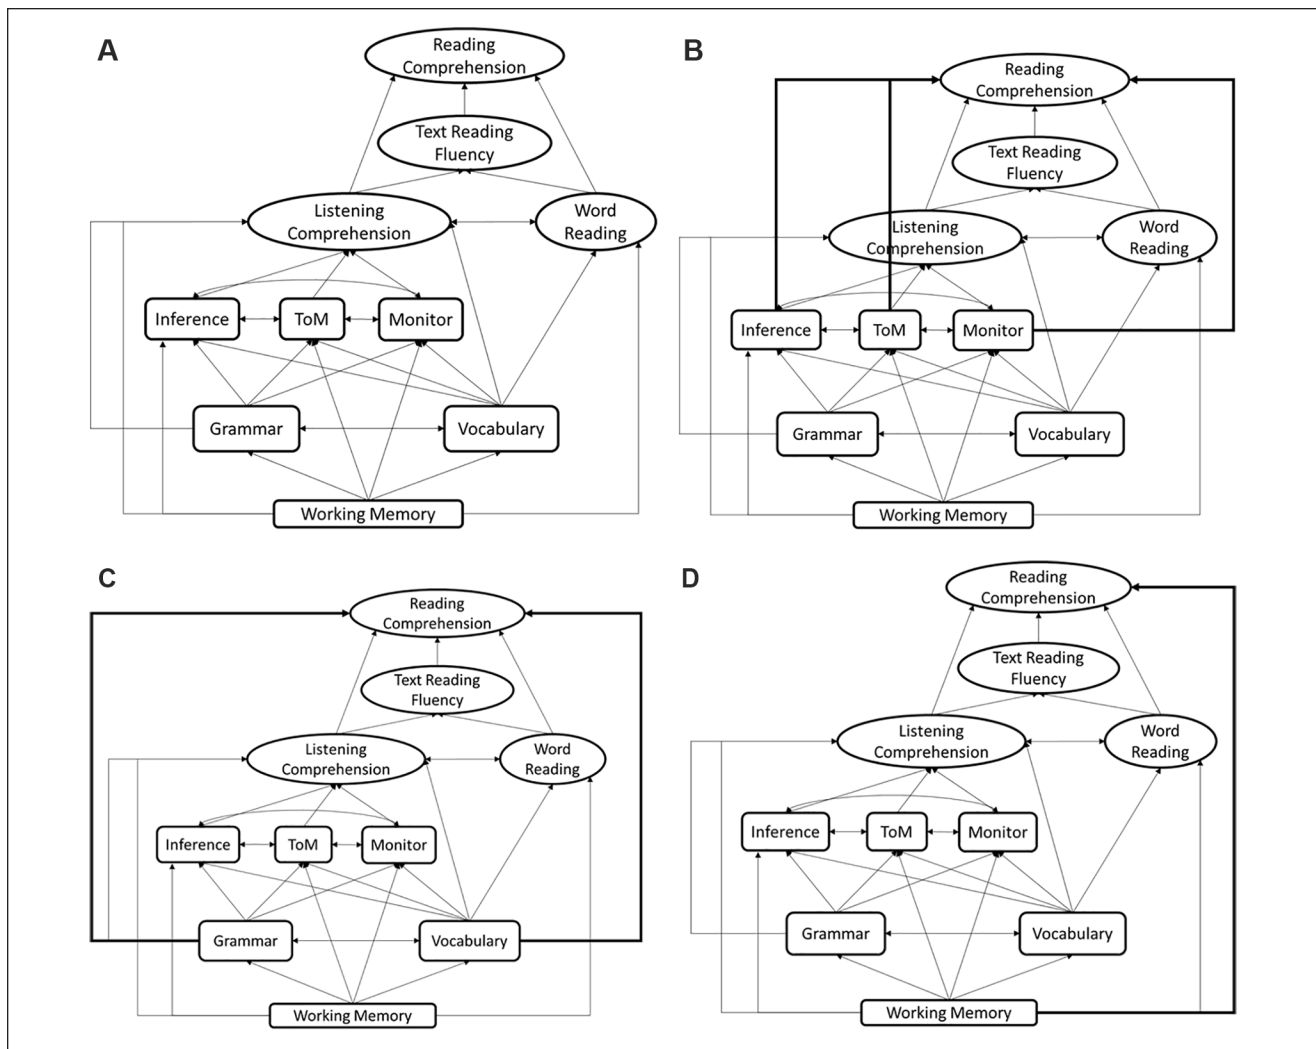 A
Reading
Comprehension
Text Reading
Fluency
Listening
Comprehension
Word
Reading
Inference
ToM
Monitor
Grammar
Vocabulary
Working Memory
B
Reading
Comprehension
Text Reading
Fluency
Listening
Comprehension
Word
Reading
Inference
ToM
Monitor
Grammar
Vocabulary
Working Memory
C
Reading
Comprehension
Text Reading
Fluency
Listening
Comprehension
Word
Reading
Inference
ToM
Monitor
Grammar
Vocabulary
Working Memory
D
Reading
Comprehension
Text Reading
Fluency
Listening
Comprehension
Word
Reading
Inference
ToM
Monitor
Grammar
Vocabulary
Working Memory